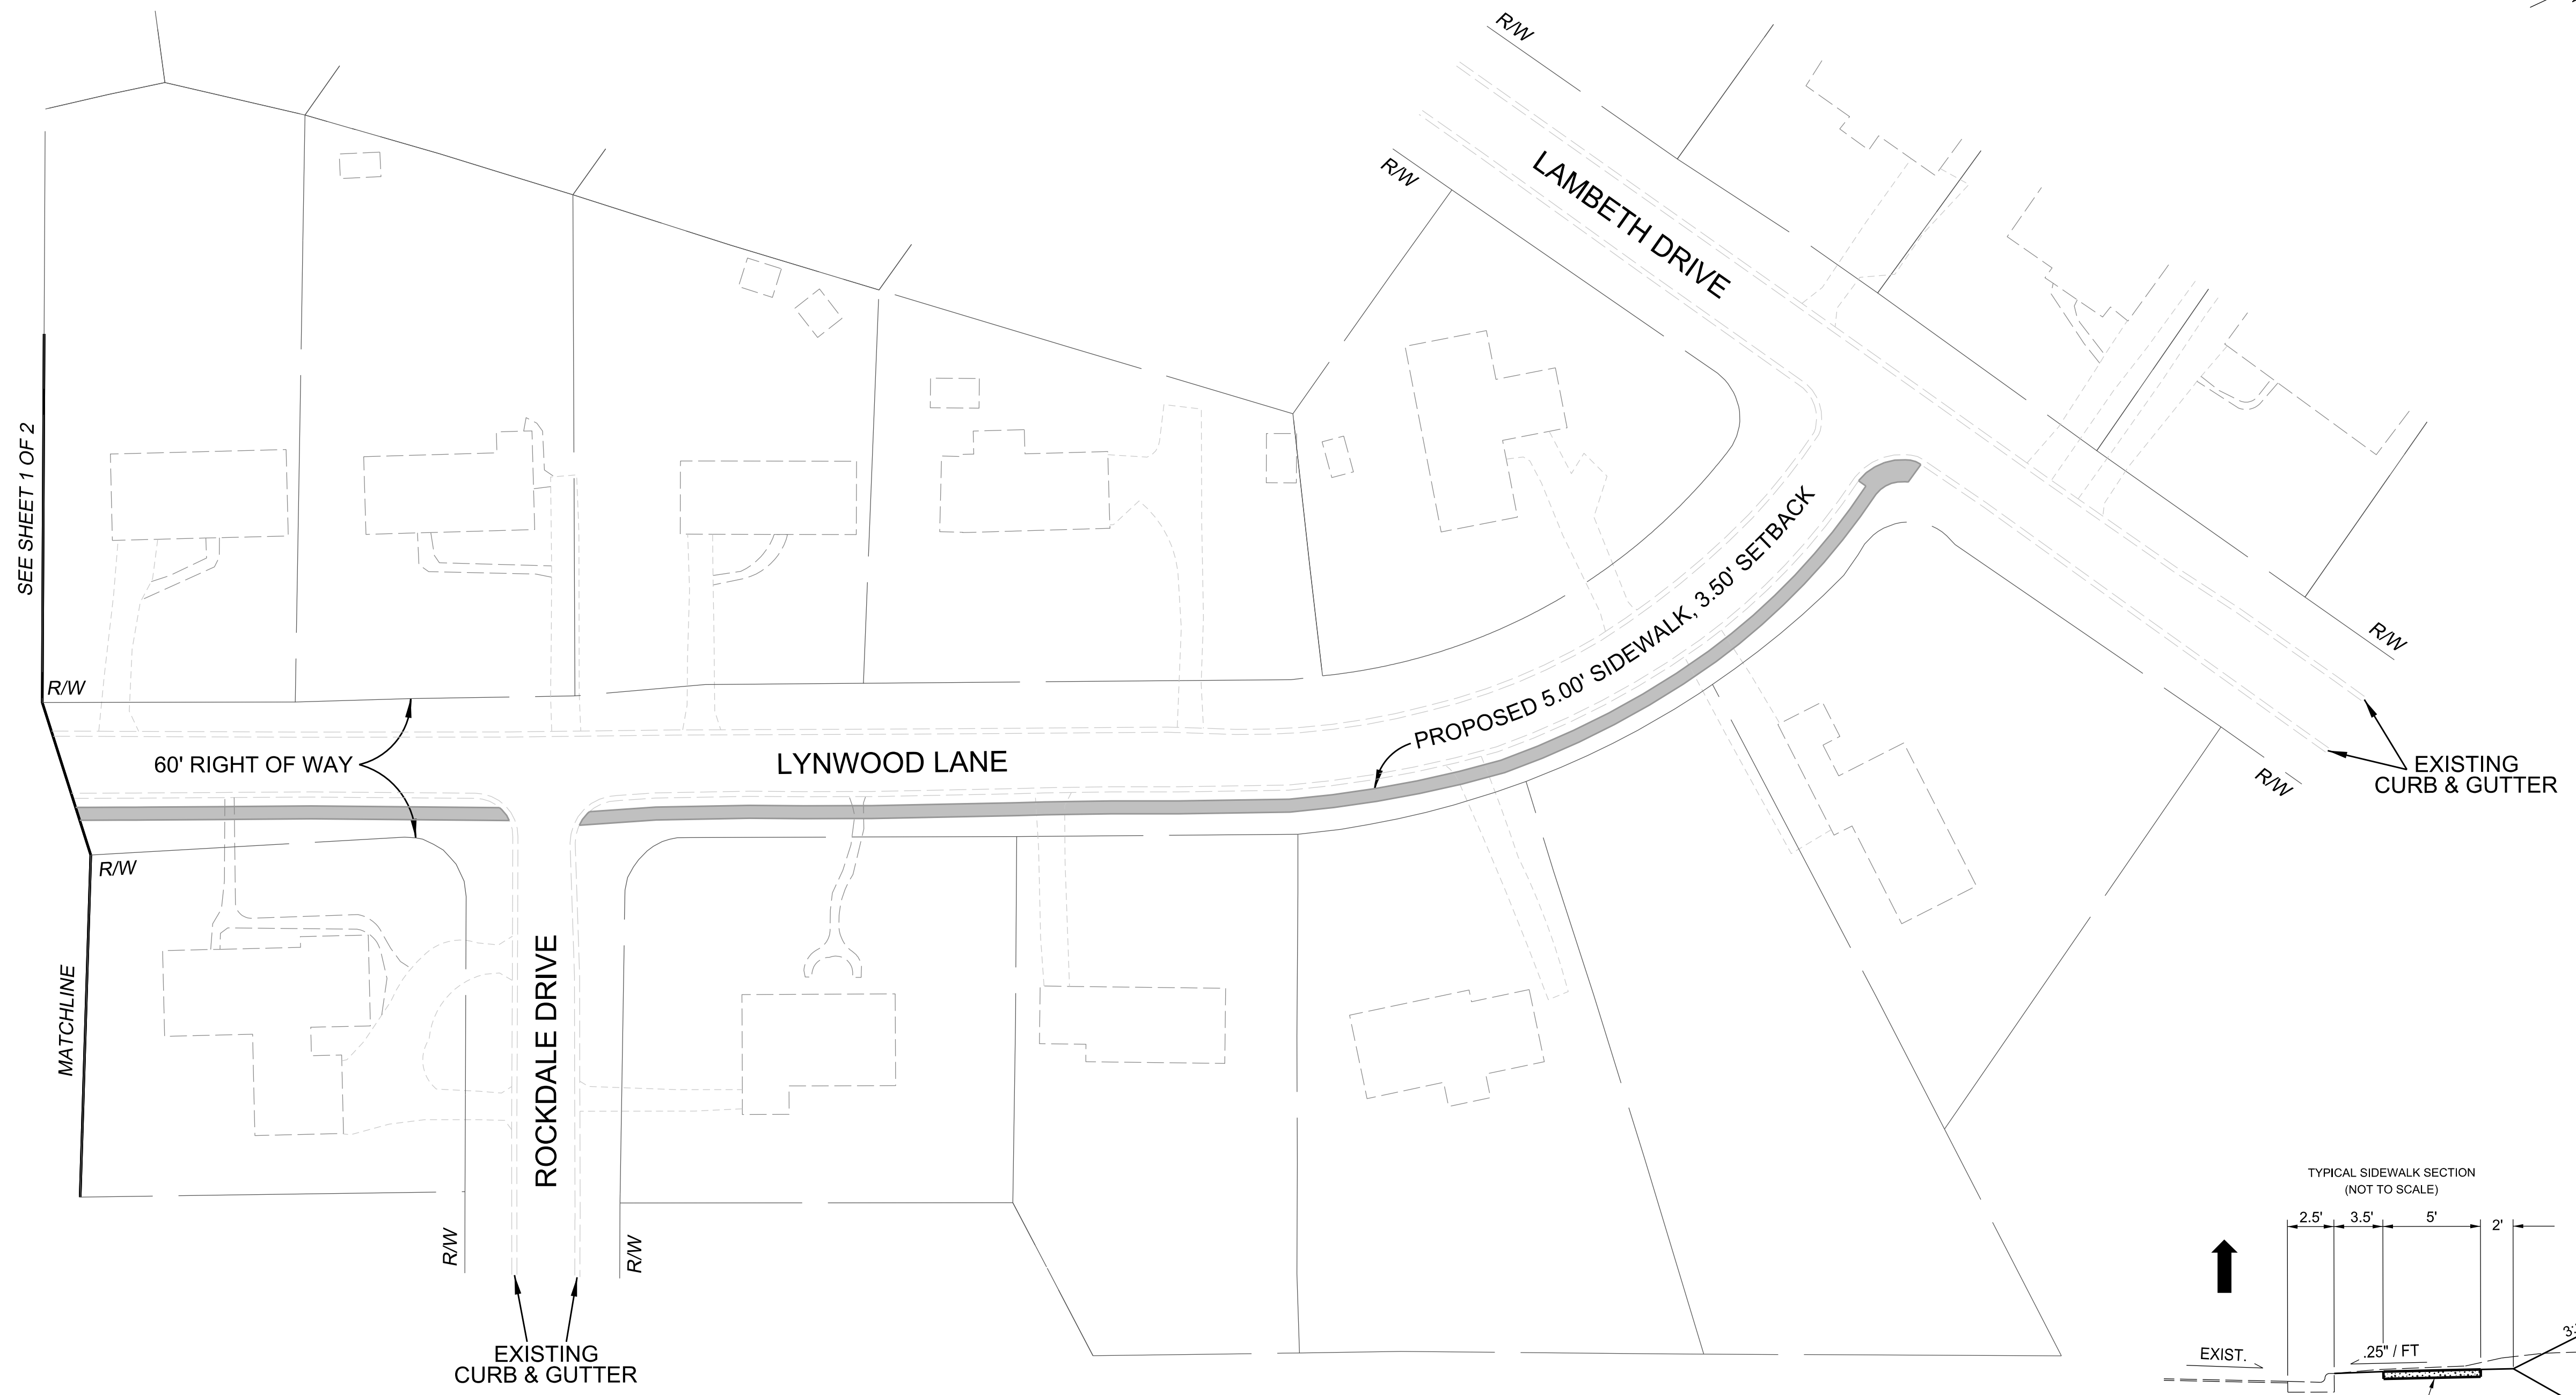 R/W
R/W
LAMBETH DRIVE
SEE SHEET 1 OF 2
PROPOSED 5.00' SIDEWALK, 3.50' SETBACK
R/W
R/W
60' RIGHT OF WAY
LYNWOOD LANE
R/W
EXISTING
CURB & GUTTER
R/W
MATCHLINE
ROCKDALE DRIVE
R/W
R/W
EXISTING
CURB & GUTTER
TYPICAL SIDEWALK SECTION
(NOT TO SCALE)
2.5' 3.5' 5' 2'
EXIST.
.25" / FT